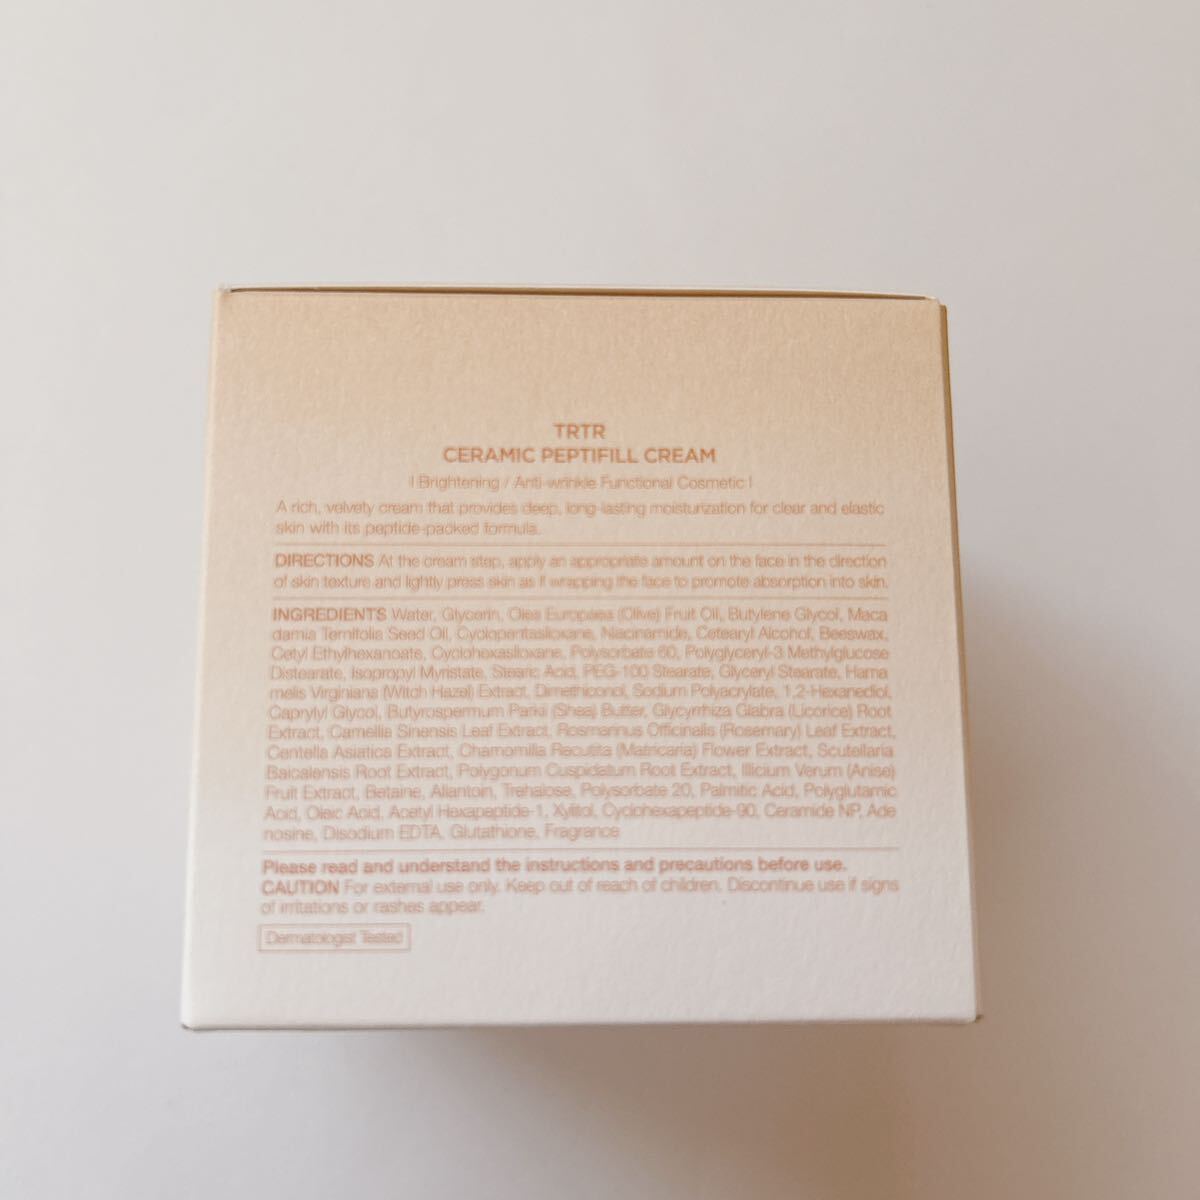 TRTR
CERAMIC PEPTIFILL CREAM
| Brightening / Anti-wrinkle Functional Cosmetic |
A rich, velvety cream that provides deep, long-lasting moisturization for clear and elastic
skin with its peptide-packed formula.
DIRECTIONS At the cream step, apply an appropriate amount on the face in the direction
of skin texture and lightly press skin as if wrapping the face to promote absorption into skin.
INGREDIENTS Water, Glycerin, Olea Europaea (Olive) Fruit Oil, Butylene Glycol, Maca
damia Ternifolia Seed Oil, Cyclopentasiloxane, Niacinamide, Cetearyl Alcohol, Beeswax,
Cetyl Ethylhexanoate, Cyclohexasiloxane, Polysorbate 60, Polyglyceryl-3 Methylglucose
Distearate, Isopropyl Myristate, Stearic Acid, PEG-100 Stearate, Glyceryl Stearate, Hama
melis Virginiana (Witch Hazel) Extract, Dimethiconol, Sodium Polyacrylate, 1,2-Hexanediol,
Caprylyl Glycol, Butyrospermum Parkii (Shea) Butter, Glycyrrhiza Glabra (Licorice) Root
Extract, Camellia Sinensis Leaf Extract, Rosmarinus Officinalis (Rosemary) Leaf Extract,
Centella Asiatica Extract, Chamomilla Recutita (Matricaria) Flower Extract, Scutellaria
Baicalensis Root Extract, Polygonum Cuspidatum Root Extract, Illicium Verum (Anise)
Fruit Extract, Betaine, Allantoin, Trehalose, Polysorbate 20, Palmitic Acid, Polyglutamic
Acid, Oleic Acid, Acetyl Hexapeptide-1, Xylitol, Cyclohexapeptide-90, Ceramide NP, Ade
nosine, Disodium EDTA, Glutathione, Fragrance
Please read and understand the instructions and precautions before use.
CAUTION For external use only. Keep out of reach of children. Discontinue use if signs
of irritations or rashes appear.
Dermatologist Tested